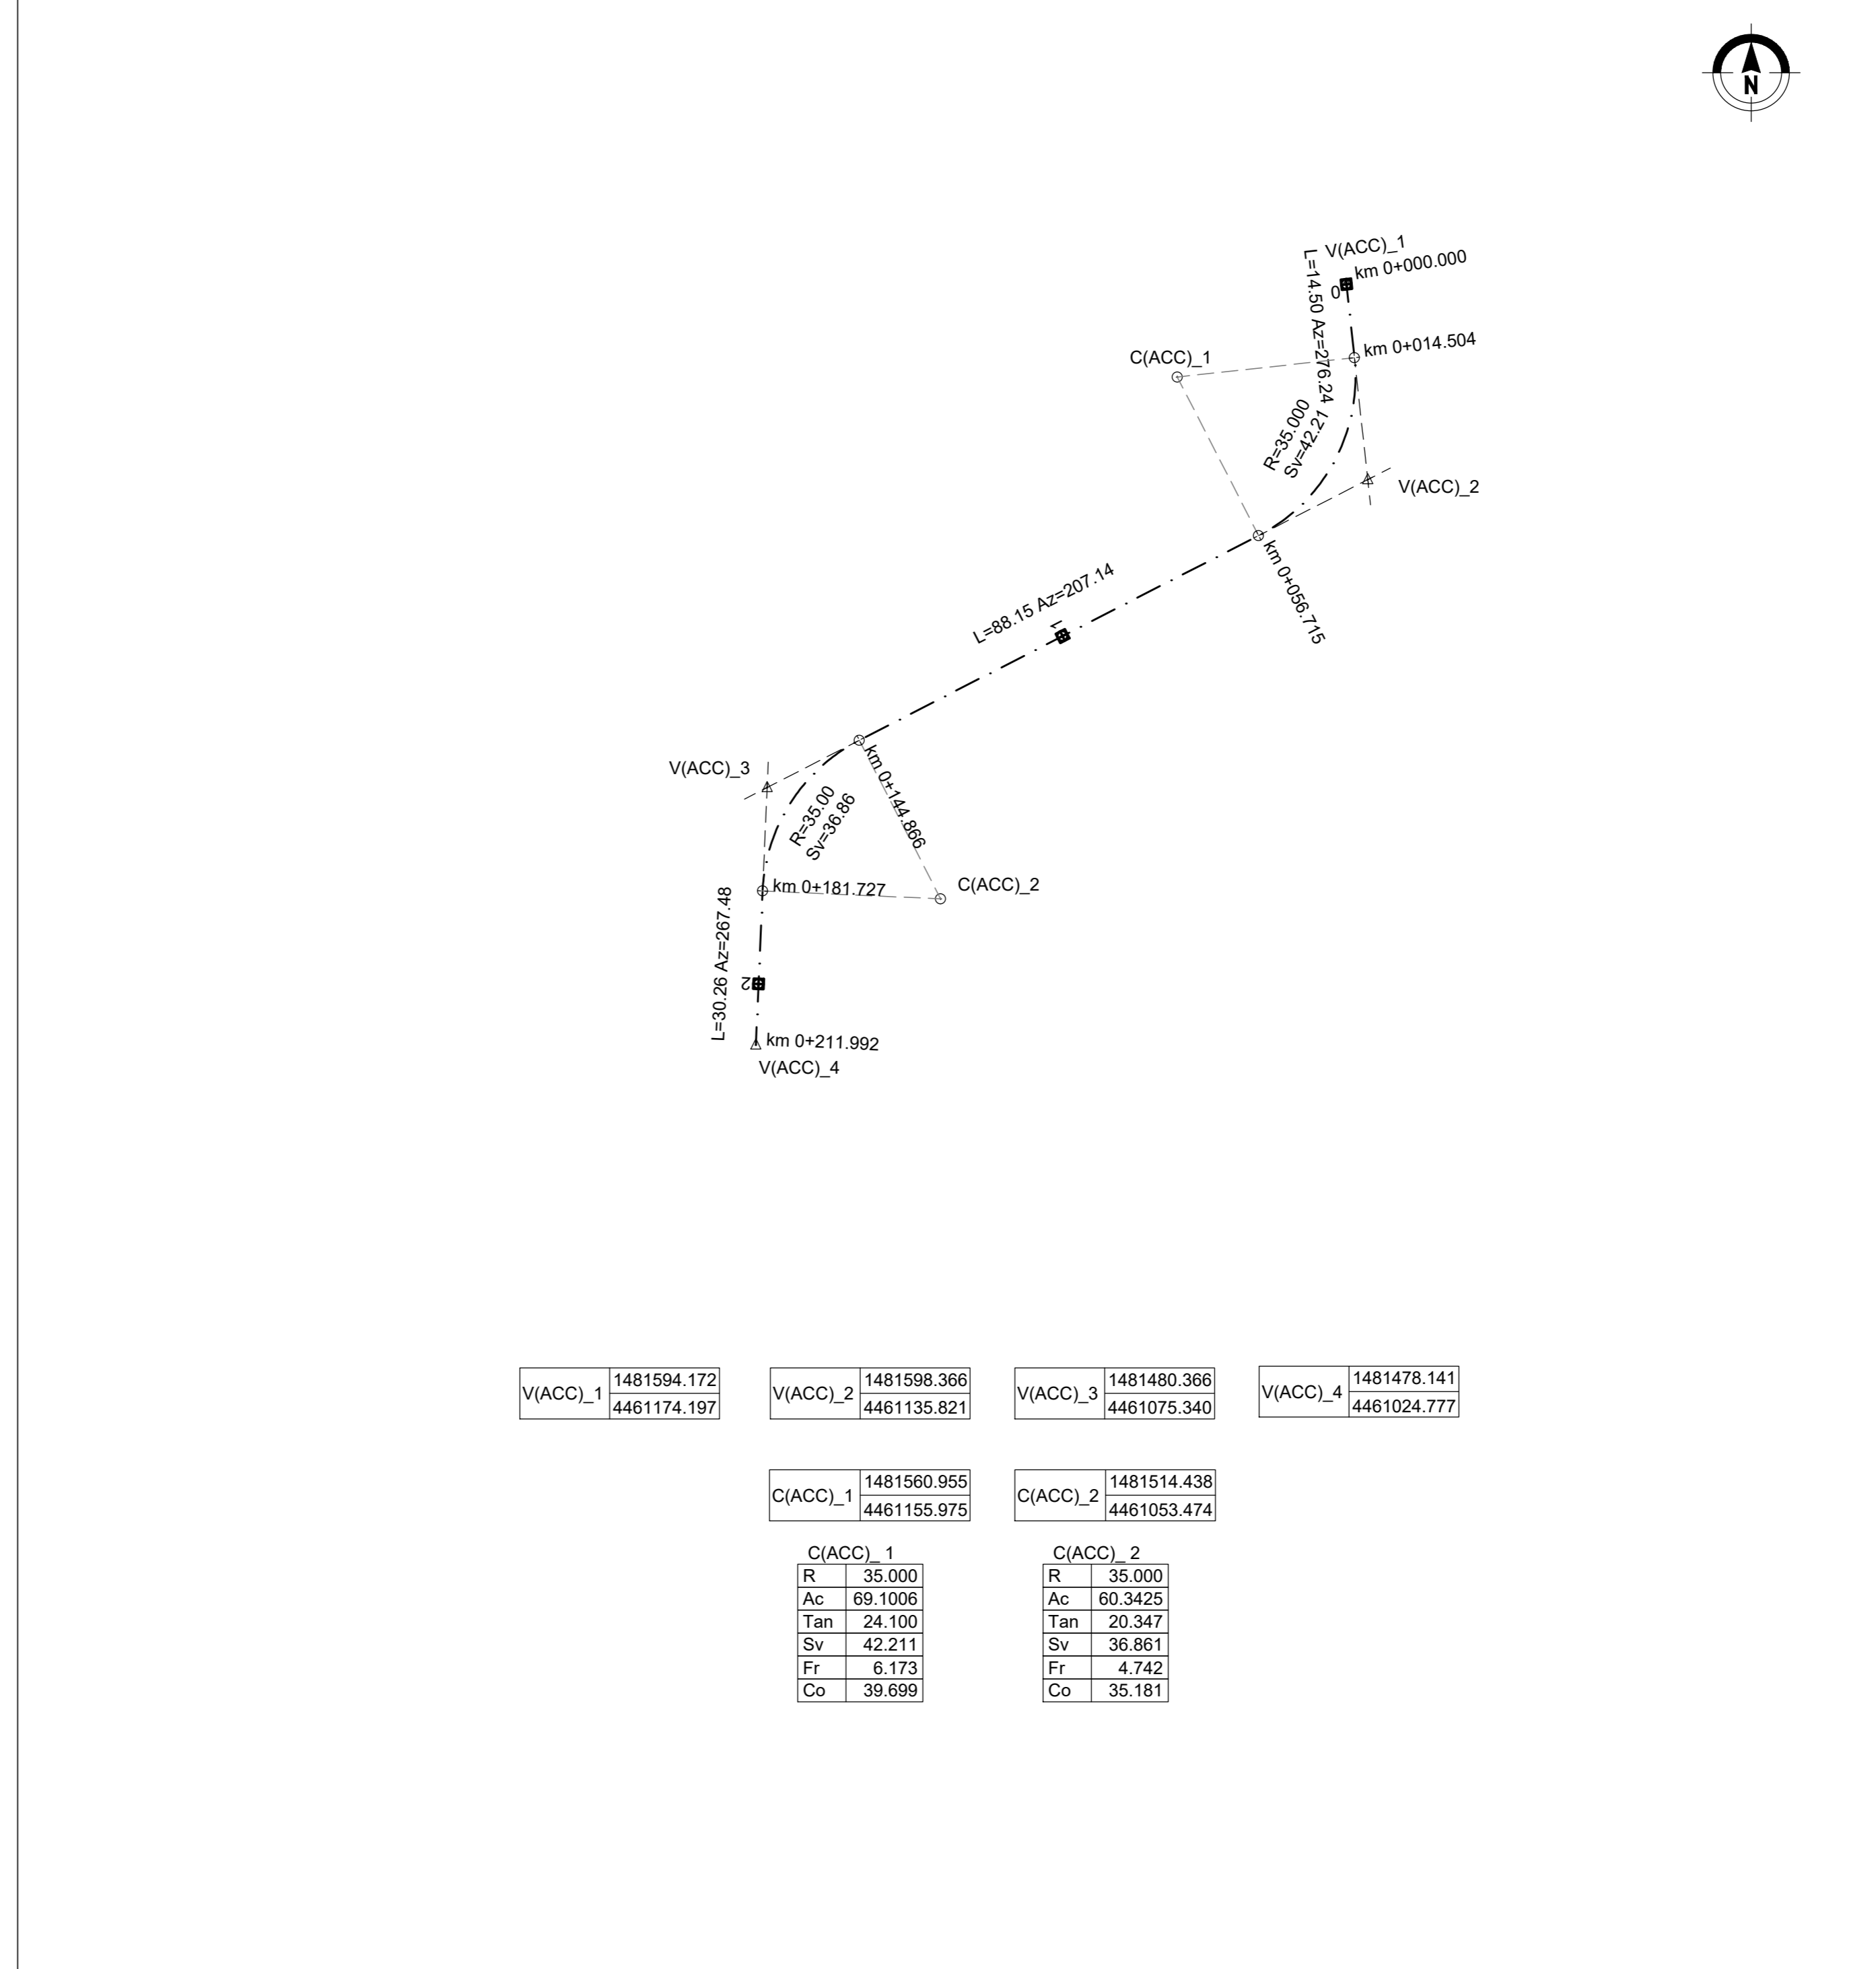 N
V(ACC)_1
km 0+000.000
0
L=14.50 Az=276.24
km 0+014.504
C(ACC)_1
R=35.000
Sv=42.21
V(ACC)_2
km 0+056.715
L=88.15 Az=207.14
1
km 0+144.866
V(ACC)_3
R=35.00
Sv=36.86
km 0+181.727
C(ACC)_2
L=30.26 Az=267.48
2
km 0+211.992
V(ACC)_4
V(ACC)_1 1481594.172
4461174.197
V(ACC)_2 1481598.366
4461135.821
V(ACC)_3 1481480.366
4461075.340
V(ACC)_4 1481478.141
4461024.777
C(ACC)_1 1481560.955
4461155.975
C(ACC)_2 1481514.438
4461053.474
C(ACC)_ 1
R 35.000
Ac 69.1006
Tan 24.100
Sv 42.211
Fr 6.173
Co 39.699
C(ACC)_ 2
R 35.000
Ac 60.3425
Tan 20.347
Sv 36.861
Fr 4.742
Co 35.181